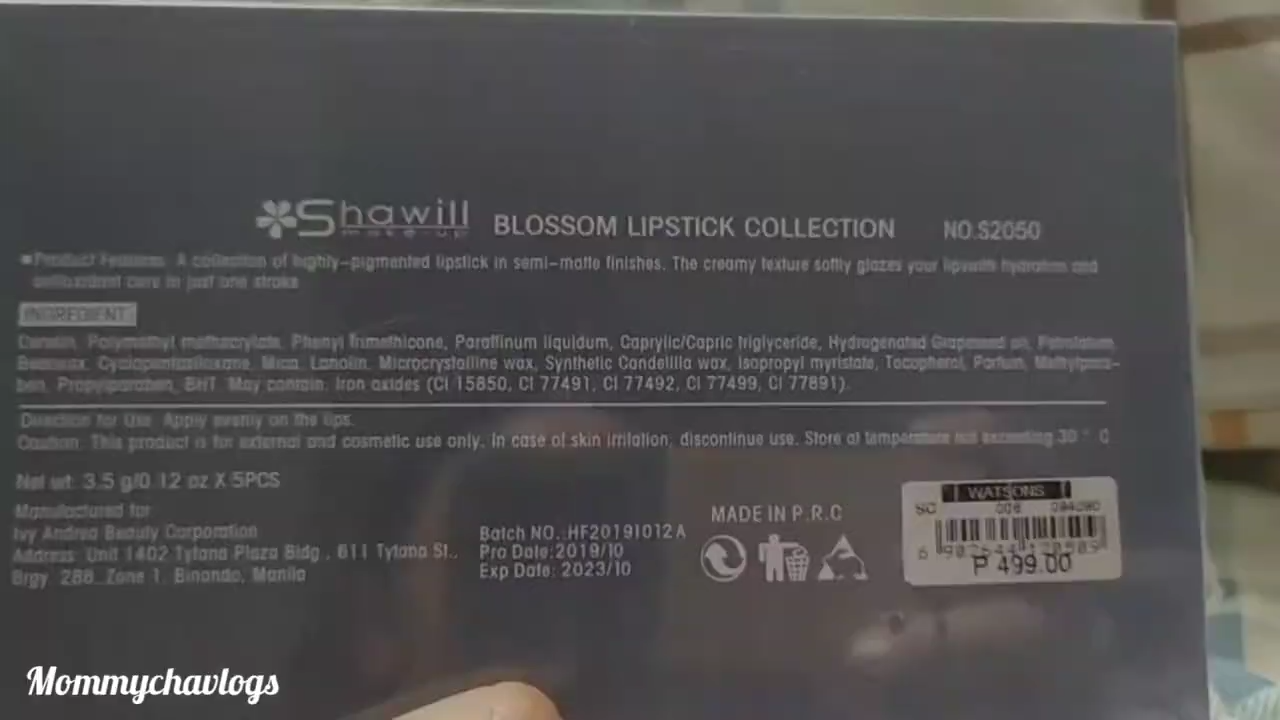 Shawill
make-up
BLOSSOM LIPSTICK COLLECTION NO.S2050
■Product Features: A collection of highly-pigmented lipstick in semi-matte finishes. The creamy texture softly glazes your lipswith hydration and
antioxidant care in just one stroke
INGREDIENT:
Ceresin, Polymethyl methacrylate, Phenyl Trimethicone, Paraffinum liquidum, Caprylic/Capric triglyceride, Hydrogenated Grapeseed oil, Petrolatum,
Beeswax, Cyclopentasiloxane, Mica, Lanolin, Microcrystalline wax, Synthetic Candelilla wax, Isopropyl myristate, Tocopherol, Parfum, Methylpara-
ben, Propylparaben, BHT. May contain: Iron oxides (CI 15850, CI 77491, CI 77492, CI 77499, CI 77891).
Direction for Use: Apply evenly on the lips.
Caution: This product is for external and cosmetic use only. In case of skin irritation, discontinue use. Store at temperature not exceeding 30 ° C
Net wt: 3.5 g/0.12 oz X 5PCS
Manufactured for:
Ivy Andrea Beauty Corporation
Address: Unit 1402 Tytana Plaza Bldg., 611 Tytana St.,
Brgy. 288, Zone 1, Binondo, Manila
Batch NO.:HF20191012A
Pro Date:2019/10
Exp Date: 2023/10
MADE IN P.R.C
WATSONS
SC 006
P 499.00
Mommychavlogs